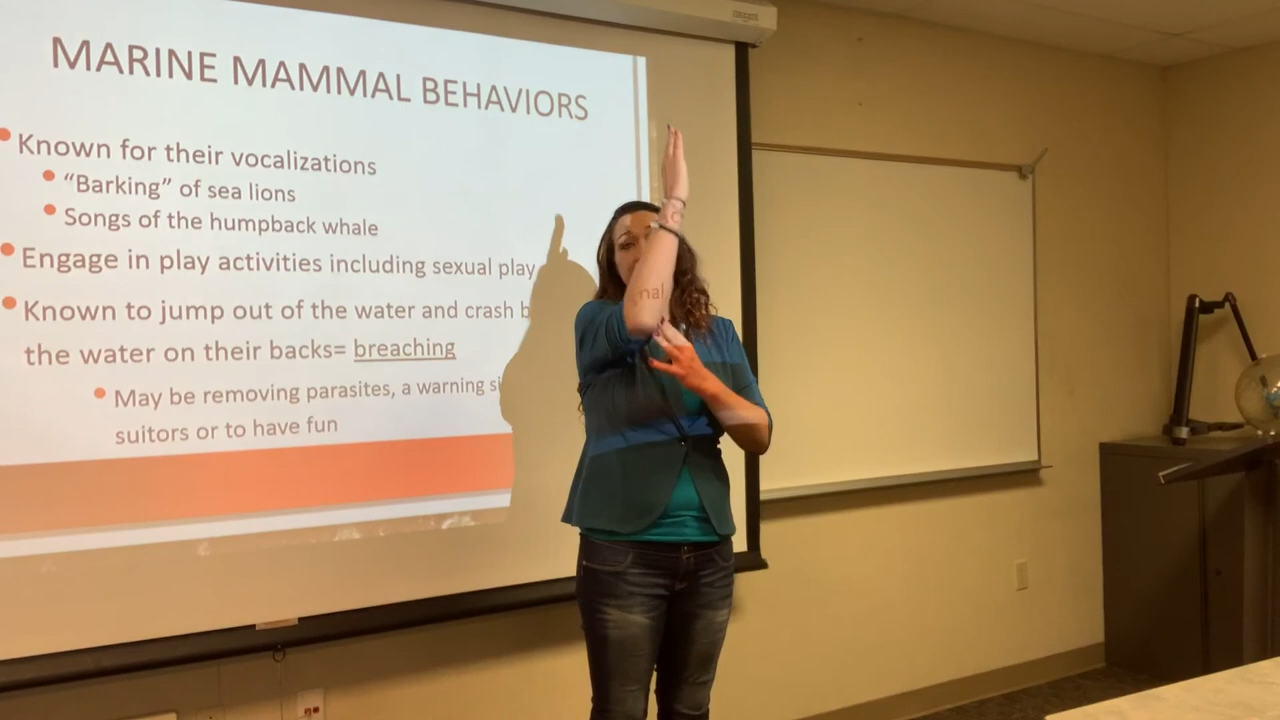 MARINE MAMMAL BEHAVIORS
Known for their vocalizations
"Barking" of sea lions
Songs of the humpback whale
Engage in play activities including sexual play
Known to jump out of the water and crash b
the water on their backs= breaching
May be removing parasites, a warning si nal
suitors or to have fun